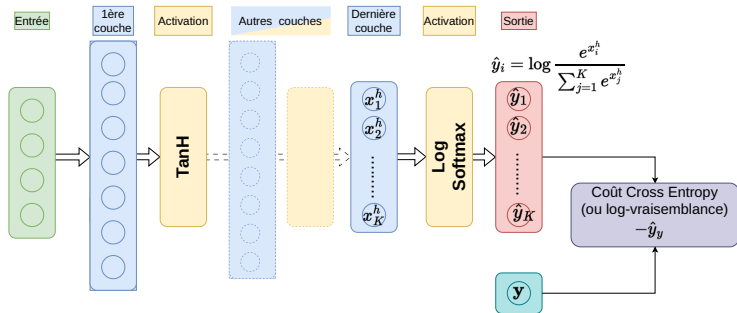 Entrée
1ère
couche
Activation
Autres couches
Dernière
couche
Activation
Sortie
ŷ_i = log e^{x_i^h} / ∑_{j=1}^{K} e^{x_j^h}
TanH
x_1^h
x_2^h
........
x_K^h
Log
Softmax
ŷ_1
ŷ_2
........
ŷ_K
Coût Cross Entropy
(ou log-vraisemblance)
−ŷ_y
y